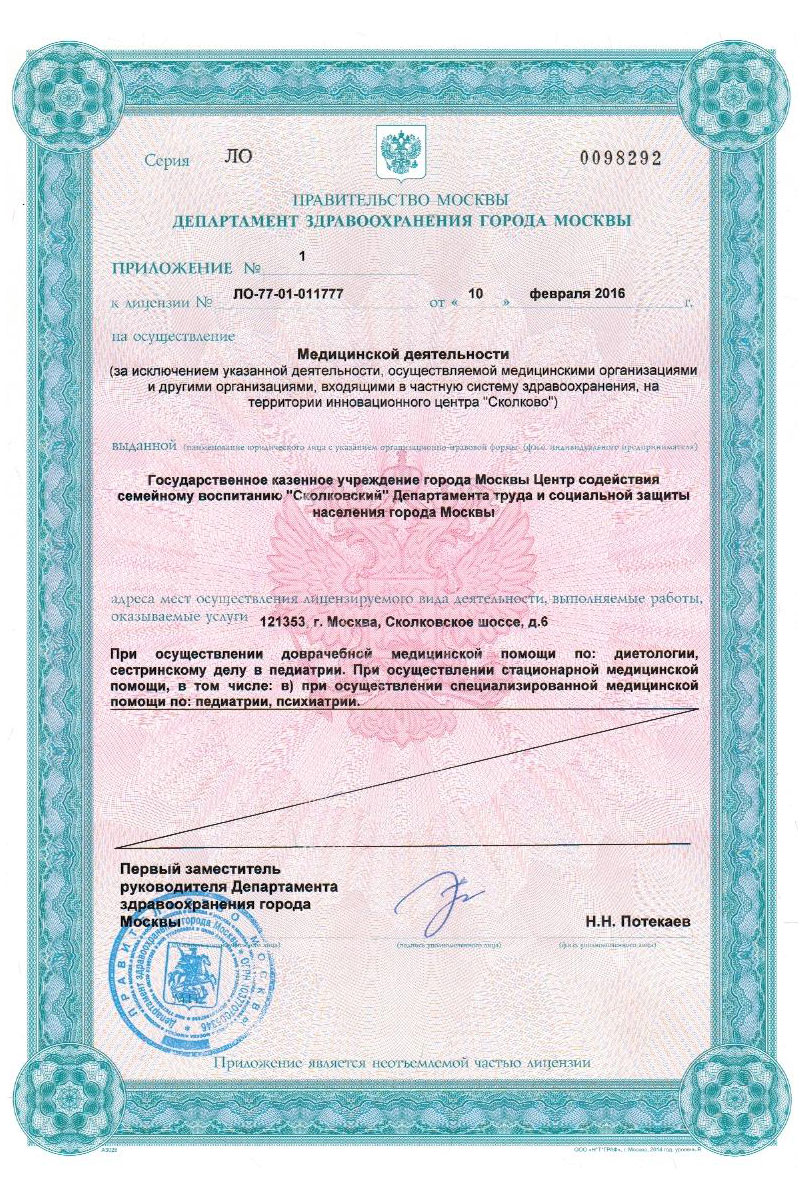 Серия ЛО 0098292
ПРАВИТЕЛЬСТВО МОСКВЫ
ДЕПАРТАМЕНТ ЗДРАВООХРАНЕНИЯ ГОРОДА МОСКВЫ
ПРИЛОЖЕНИЕ № 1
к лицензии № ЛО-77-01-011777 от « 10 » февраля 2016 г.
на осуществление
Медицинской деятельности
(за исключением указанной деятельности, осуществляемой медицинскими организациями
и другими организациями, входящими в частную систему здравоохранения, на
территории инновационного центра "Сколково")
выданной (наименование юридического лица с указанием организационно-правовой формы (ф.и.о. индивидуального предпринимателя)
Государственное казенное учреждение города Москвы Центр содействия
семейному воспитанию "Сколковский" Департамента труда и социальной защиты
населения города Москвы
адреса мест осуществления лицензируемого вида деятельности, выполняемые работы,
оказываемые услуги 121353, г. Москва, Сколковское шоссе, д.6
При осуществлении доврачебной медицинской помощи по: диетологии,
сестринскому делу в педиатрии. При осуществлении стационарной медицинской
помощи, в том числе: в) при осуществлении специализированной медицинской
помощи по: педиатрии, психиатрии.
Первый заместитель
руководителя Департамента
здравоохранения города
Москвы Н.Н. Потекаев
(подпись уполномоченного лица) (ф.и.о. уполномоченного лица)
ПРАВИТЕЛЬСТВО МОСКВЫ
Департамент здравоохранения города Москвы
Приложение является неотъемлемой частью лицензии